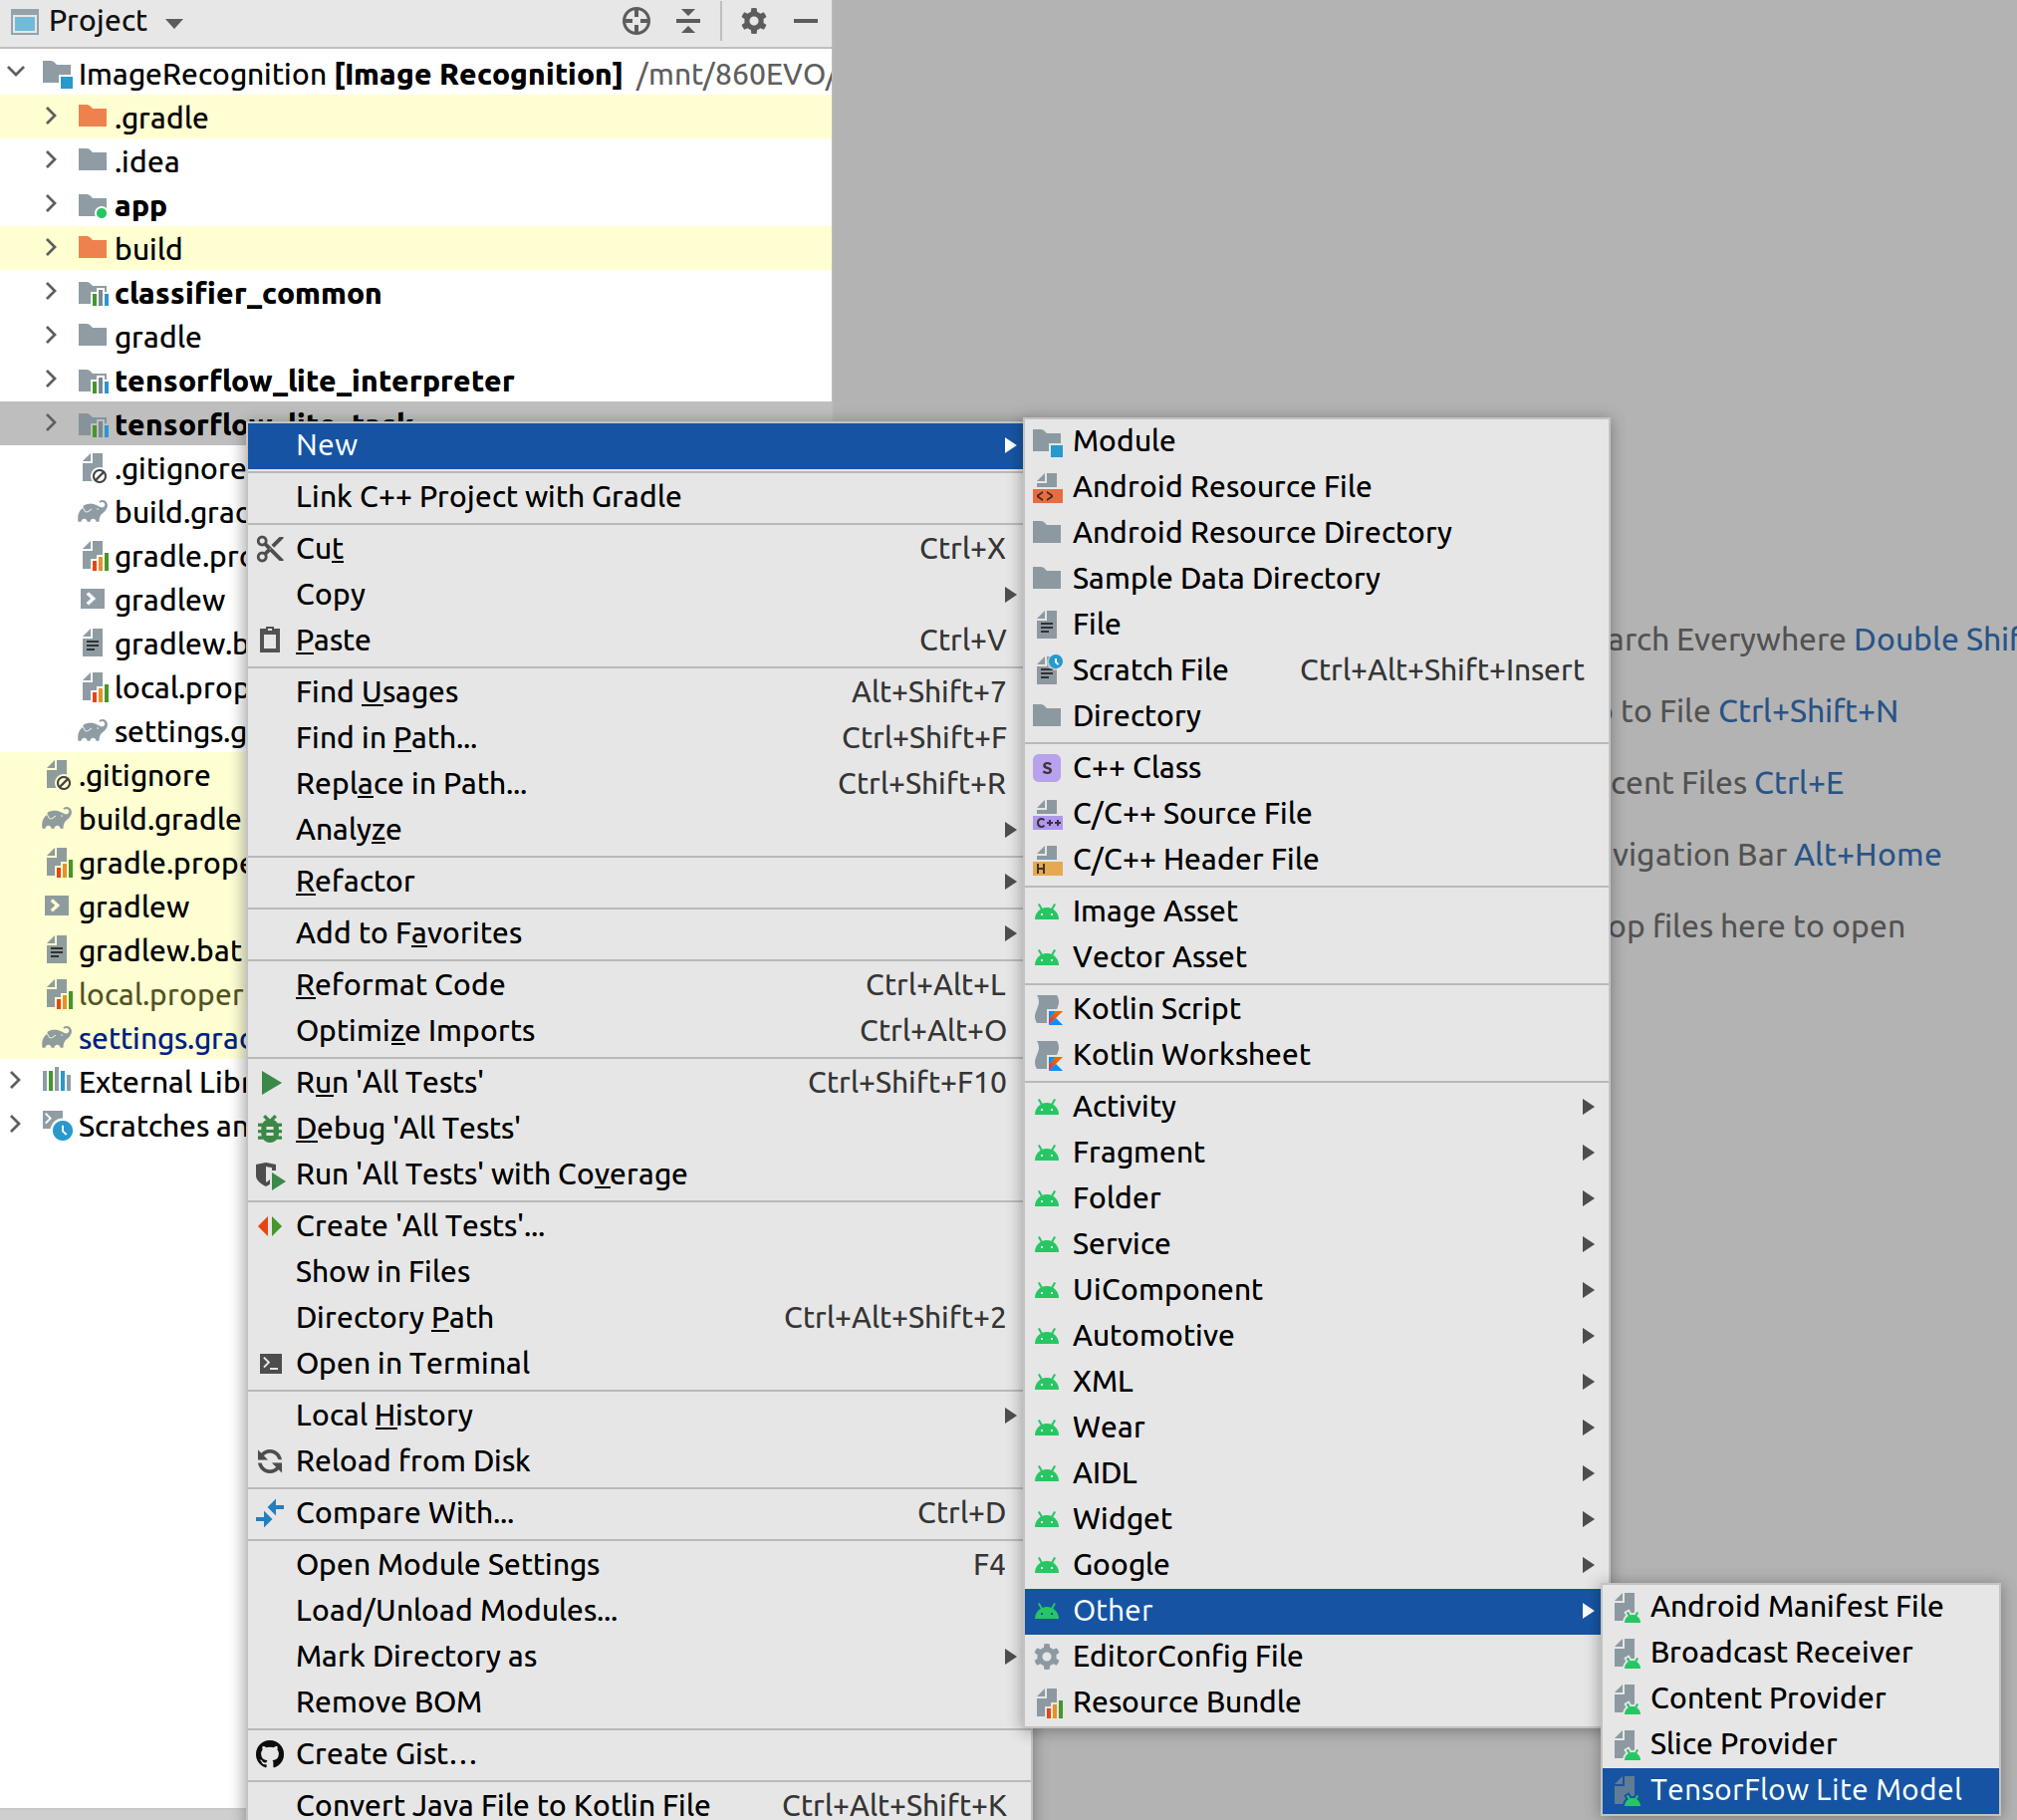 Project
ImageRecognition [Image Recognition] /mnt/860EVO/
.gradle
.idea
app
build
classifier_common
gradle
tensorflow_lite_interpreter
tensorflow_lite_task
.gitignore
build.grad
gradle.pro
gradlew
gradlew.b
local.prop
settings.g
.gitignore
build.gradle
gradle.prope
gradlew
gradlew.bat
local.proper
settings.grad
External Libr
Scratches an
New
Link C++ Project with Gradle
Cut Ctrl+X
Copy
Paste Ctrl+V
Find Usages Alt+Shift+7
Find in Path... Ctrl+Shift+F
Replace in Path... Ctrl+Shift+R
Analyze
Refactor
Add to Favorites
Reformat Code Ctrl+Alt+L
Optimize Imports Ctrl+Alt+O
Run 'All Tests' Ctrl+Shift+F10
Debug 'All Tests'
Run 'All Tests' with Coverage
Create 'All Tests'...
Show in Files
Directory Path Ctrl+Alt+Shift+2
Open in Terminal
Local History
Reload from Disk
Compare With... Ctrl+D
Open Module Settings F4
Load/Unload Modules...
Mark Directory as
Remove BOM
Create Gist...
Convert Java File to Kotlin File Ctrl+Alt+Shift+K
Module
Android Resource File
Android Resource Directory
Sample Data Directory
File
Scratch File Ctrl+Alt+Shift+Insert
Directory
C++ Class
C/C++ Source File
C/C++ Header File
Image Asset
Vector Asset
Kotlin Script
Kotlin Worksheet
Activity
Fragment
Folder
Service
UiComponent
Automotive
XML
Wear
AIDL
Widget
Google
Other
EditorConfig File
Resource Bundle
Android Manifest File
Broadcast Receiver
Content Provider
Slice Provider
TensorFlow Lite Model
arch Everywhere Double Shif
to File Ctrl+Shift+N
cent Files Ctrl+E
vigation Bar Alt+Home
op files here to open